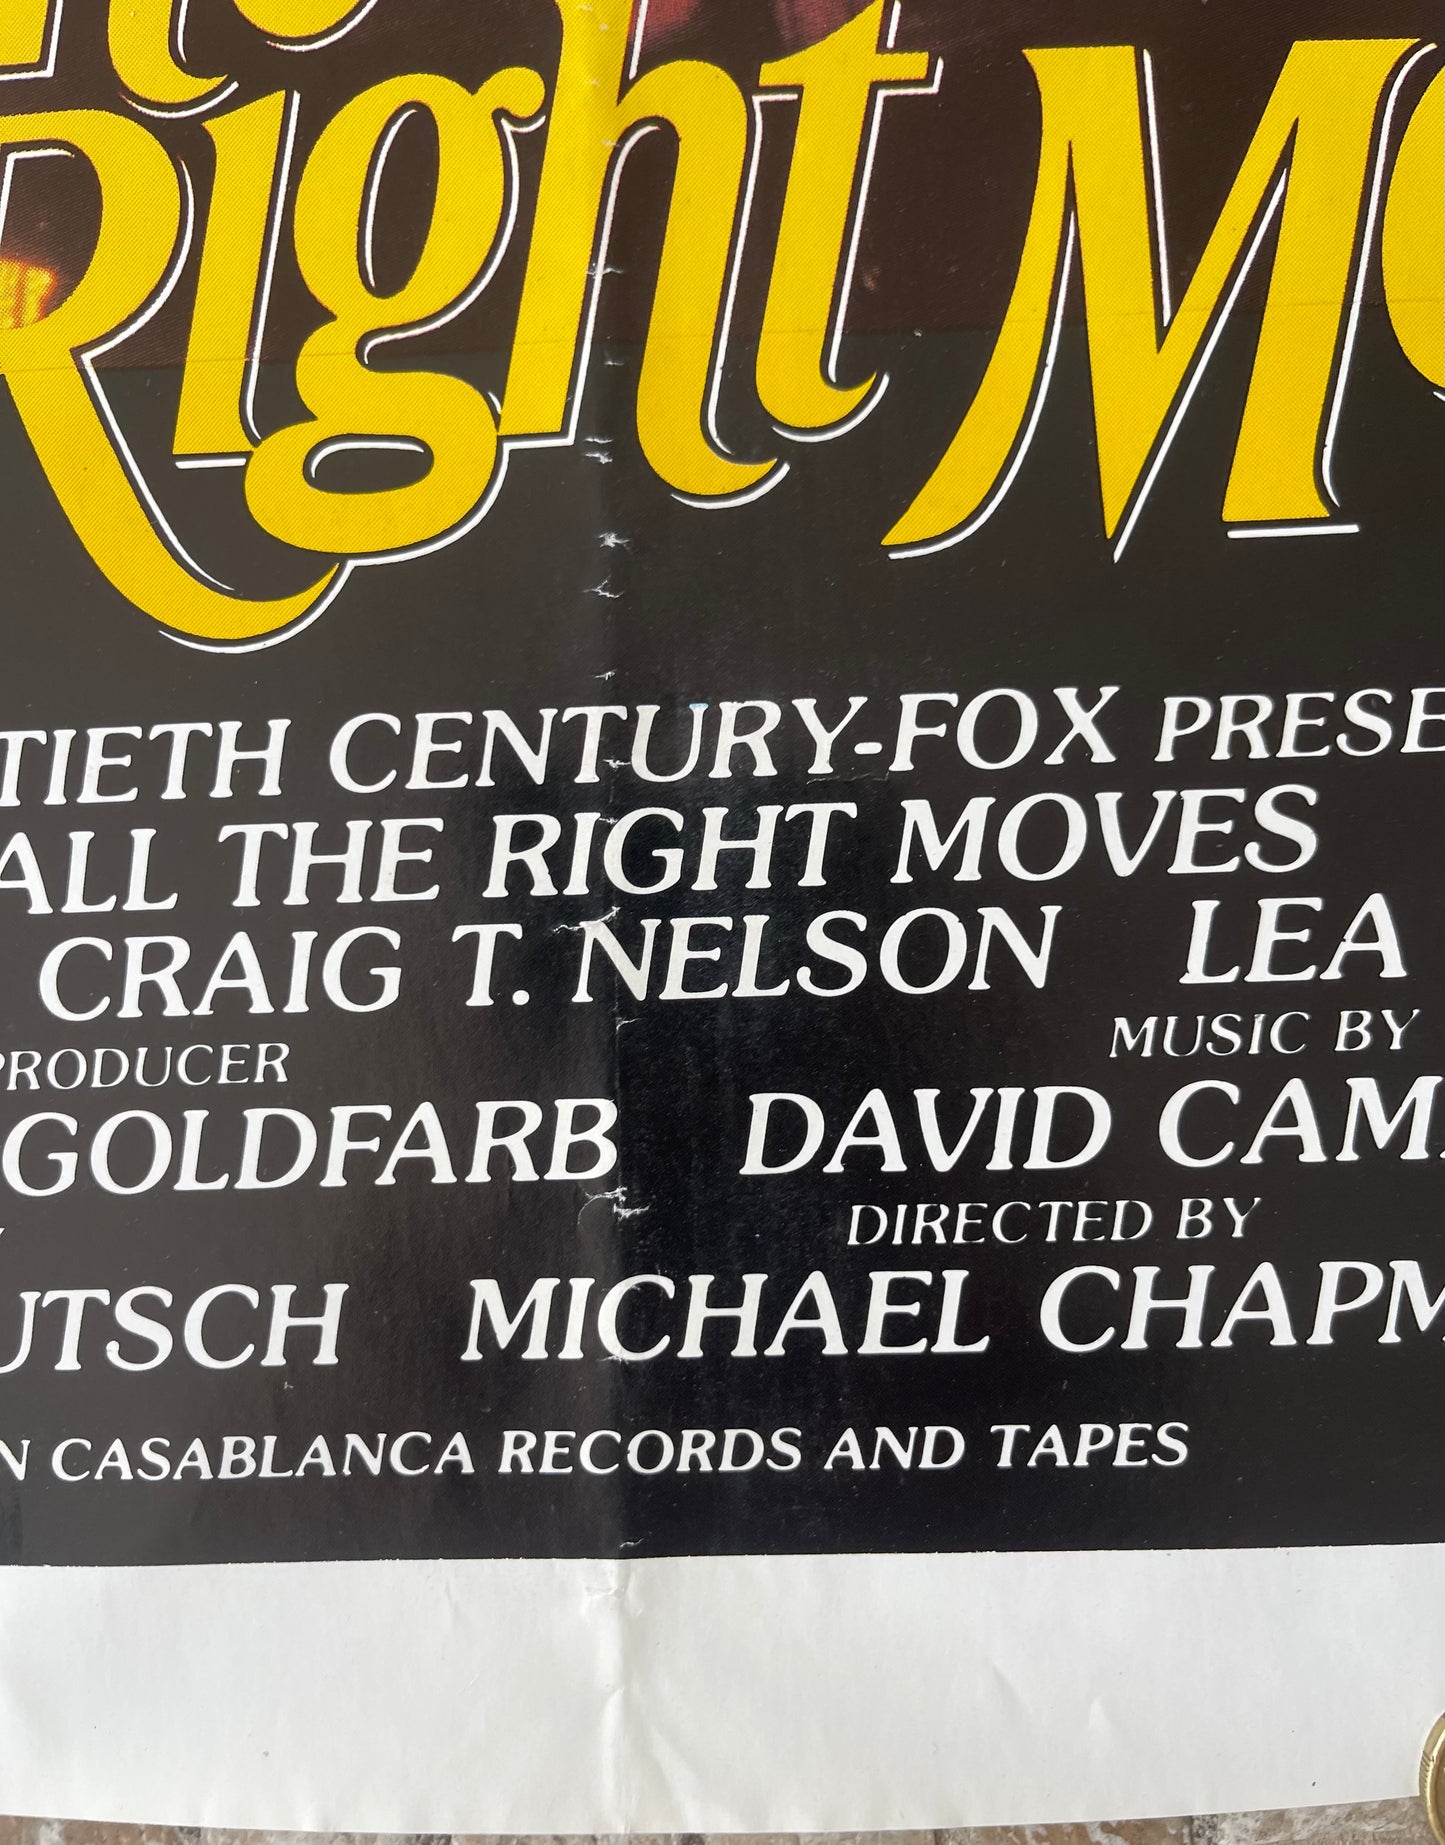 Right Mo
TIETH CENTURY-FOX PRESE
ALL THE RIGHT MOVES
CRAIG T. NELSON LEA
PRODUCER MUSIC BY
GOLDFARB DAVID CAM
DIRECTED BY
UTSCH MICHAEL CHAPM
N CASABLANCA RECORDS AND TAPES